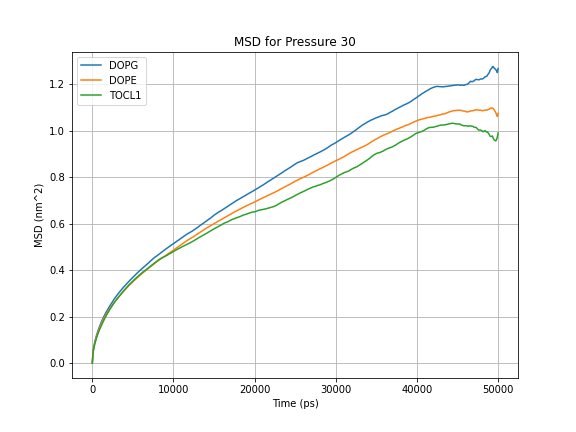 MSD for Pressure 30
DOPG
DOPE
TOCL1
MSD (nm^2)
1.2
1.0
0.8
0.6
0.4
0.2
0.0
0 10000 20000 30000 40000 50000
Time (ps)